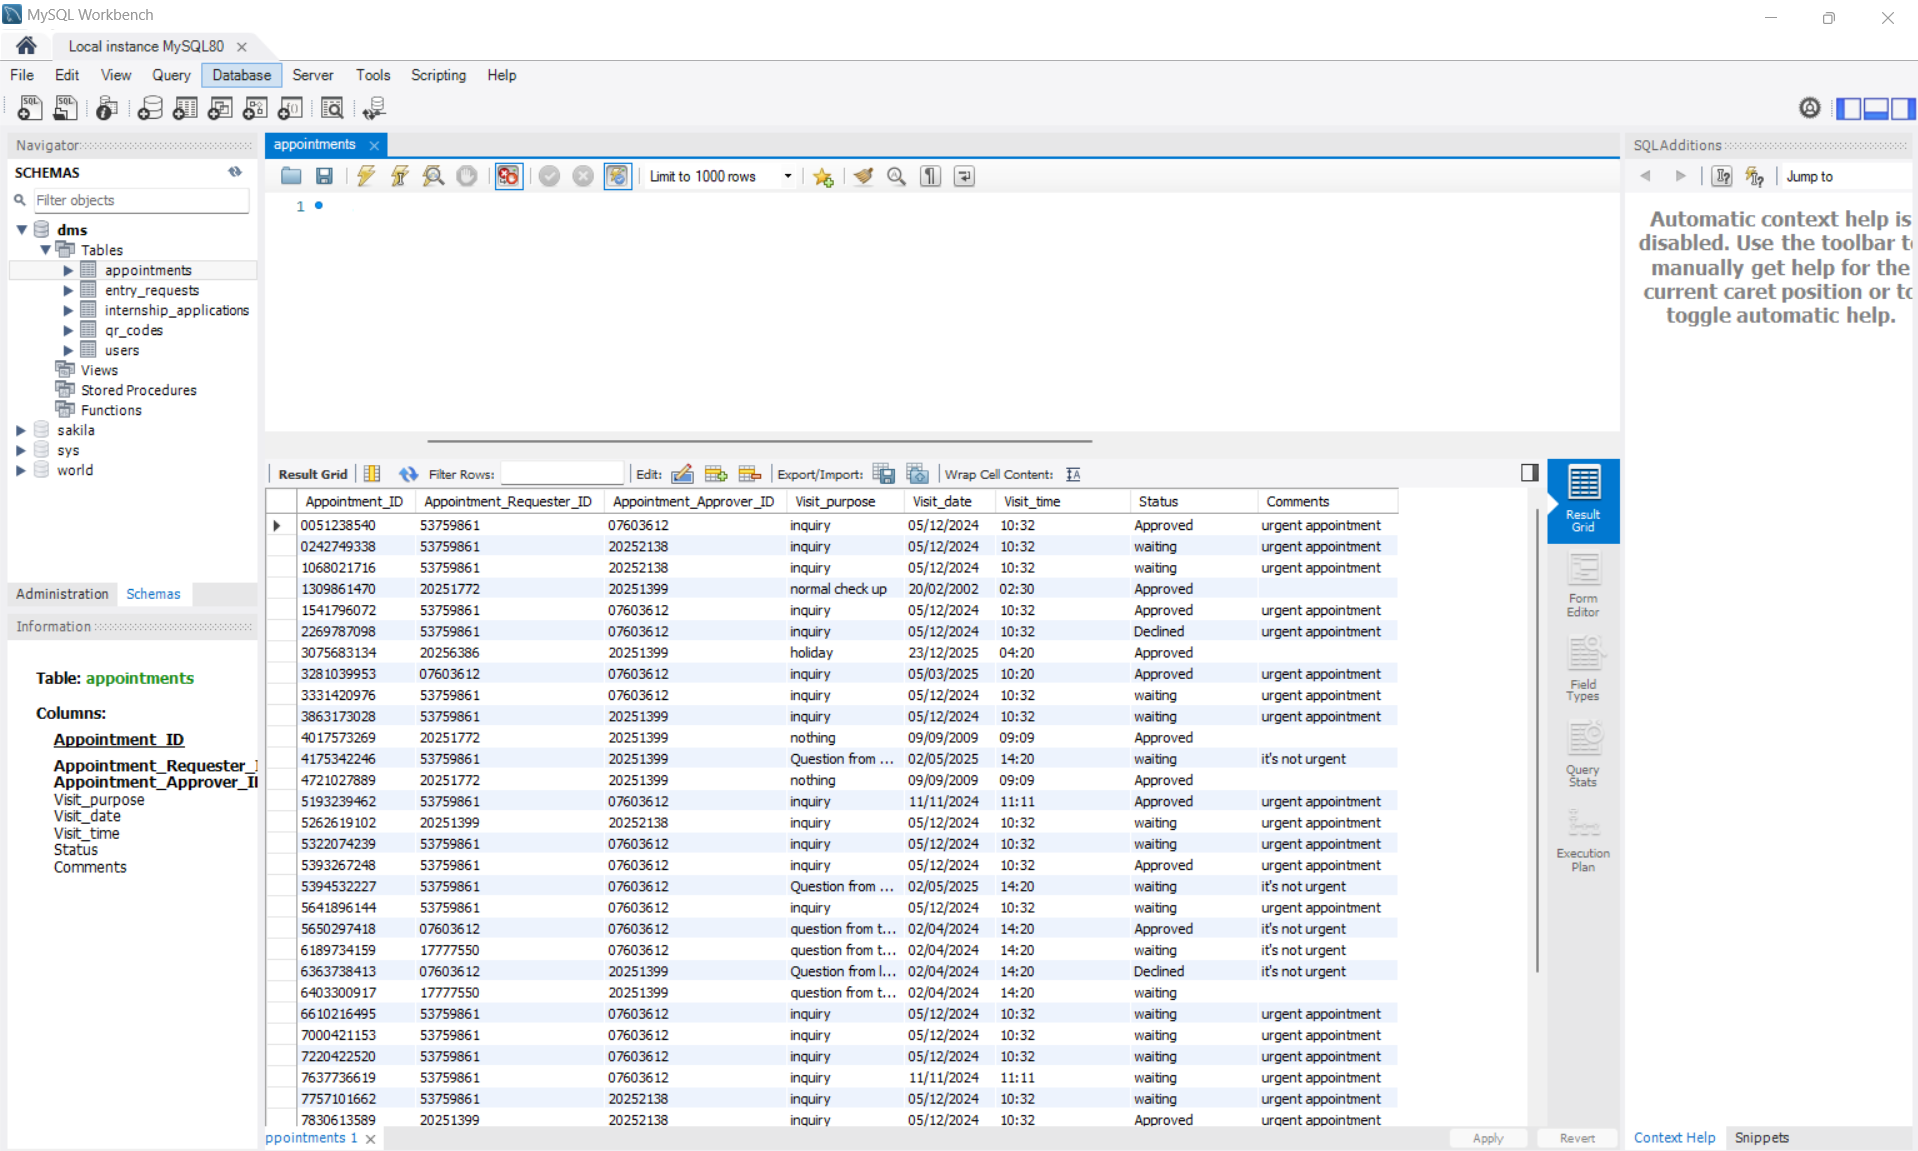 MySQL Workbench
Local instance MySQL80
File Edit View Query Database Server Tools Scripting Help
Navigator
SCHEMAS
Filter objects
dms
Tables
appointments
entry_requests
internship_applications
qr_codes
users
Views
Stored Procedures
Functions
sakila
sys
world
Administration Schemas
Information
Table: appointments
Columns:
Appointment_ID
Appointment_Requester_I
Appointment_Approver_I
Visit_purpose
Visit_date
Visit_time
Status
Comments
appointments
Limit to 1000 rows
1
Result Grid Filter Rows: Edit: Export/Import: Wrap Cell Content:
Appointment_ID Appointment_Requester_ID Appointment_Approver_ID Visit_purpose Visit_date Visit_time Status Comments
0051238540 53759861 07603612 inquiry 05/12/2024 10:32 Approved urgent appointment
0242749338 53759861 20252138 inquiry 05/12/2024 10:32 waiting urgent appointment
1068021716 53759861 20252138 inquiry 05/12/2024 10:32 waiting urgent appointment
1309861470 20251772 20251399 normal check up 20/02/2002 02:30 Approved
1541796072 53759861 07603612 inquiry 05/12/2024 10:32 Approved urgent appointment
2269787098 53759861 07603612 inquiry 05/12/2024 10:32 Declined urgent appointment
3075683134 20256386 20251399 holiday 23/12/2025 04:20 Approved
3281039953 07603612 07603612 inquiry 05/03/2025 10:20 Approved urgent appointment
3331420976 53759861 07603612 inquiry 05/12/2024 10:32 waiting urgent appointment
3863173028 53759861 20251399 inquiry 05/12/2024 10:32 waiting urgent appointment
4017573269 20251772 20251399 nothing 09/09/2009 09:09 Approved
4175342246 53759861 20251399 Question from ... 02/05/2025 14:20 waiting it's not urgent
4721027889 20251772 20251399 nothing 09/09/2009 09:09 Approved
5193239462 53759861 07603612 inquiry 11/11/2024 11:11 Approved urgent appointment
5262619102 20251399 20252138 inquiry 05/12/2024 10:32 waiting urgent appointment
5322074239 53759861 07603612 inquiry 05/12/2024 10:32 waiting urgent appointment
5393267248 53759861 07603612 inquiry 05/12/2024 10:32 Approved urgent appointment
5394532227 53759861 07603612 Question from ... 02/05/2025 14:20 waiting it's not urgent
5641896144 53759861 07603612 inquiry 05/12/2024 10:32 waiting urgent appointment
5650297418 07603612 07603612 question from t... 02/04/2024 14:20 Approved it's not urgent
6189734159 17777550 07603612 question from t... 02/04/2024 14:20 waiting it's not urgent
6363738413 07603612 20251399 Question from l... 02/04/2024 14:20 Declined it's not urgent
6403300917 17777550 20251399 question from t... 02/04/2024 14:20 waiting
6610216495 53759861 07603612 inquiry 05/12/2024 10:32 waiting urgent appointment
7000421153 53759861 07603612 inquiry 05/12/2024 10:32 waiting urgent appointment
7220422520 53759861 07603612 inquiry 05/12/2024 10:32 waiting urgent appointment
7637736619 53759861 07603612 inquiry 11/11/2024 11:11 waiting urgent appointment
7757101662 53759861 20252138 inquiry 05/12/2024 10:32 waiting urgent appointment
7830613589 20251399 20252138 inquiry 05/12/2024 10:32 Approved urgent appointment
ppointments 1
Apply Revert
Result
Grid
Form
Editor
Field
Types
Query
Stats
Execution
Plan
SQLAdditions
Jump to
Automatic context help is
disabled. Use the toolbar t
manually get help for the
current caret position or to
toggle automatic help.
Context Help Snippets